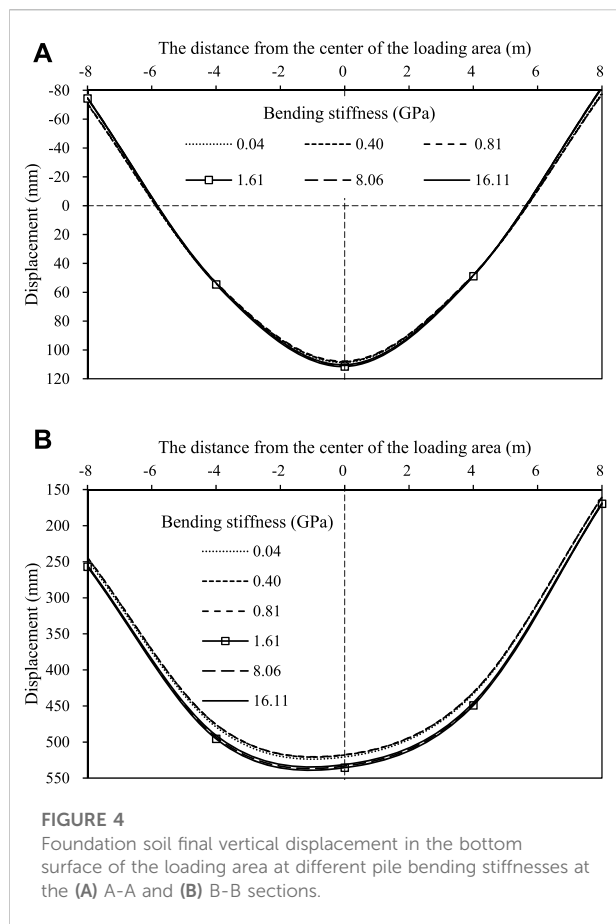 A
The distance from the center of the loading area (m)
-8 -6 -4 -2 0 2 4 6 8
-80
-60
-40
-20
0
20
40
60
80
100
120
Displacement (mm)
Bending stiffness (GPa)
0.04 0.40 0.81
1.61 8.06 16.11
B
The distance from the center of the loading area (m)
-8 -6 -4 -2 0 2 4 6 8
150
200
250
300
350
400
450
500
550
Displacement (mm)
Bending stiffness (GPa)
0.04
0.40
0.81
1.61
8.06
16.11
FIGURE 4
Foundation soil final vertical displacement in the bottom
surface of the loading area at different pile bending stiffnesses at
the (A) A-A and (B) B-B sections.